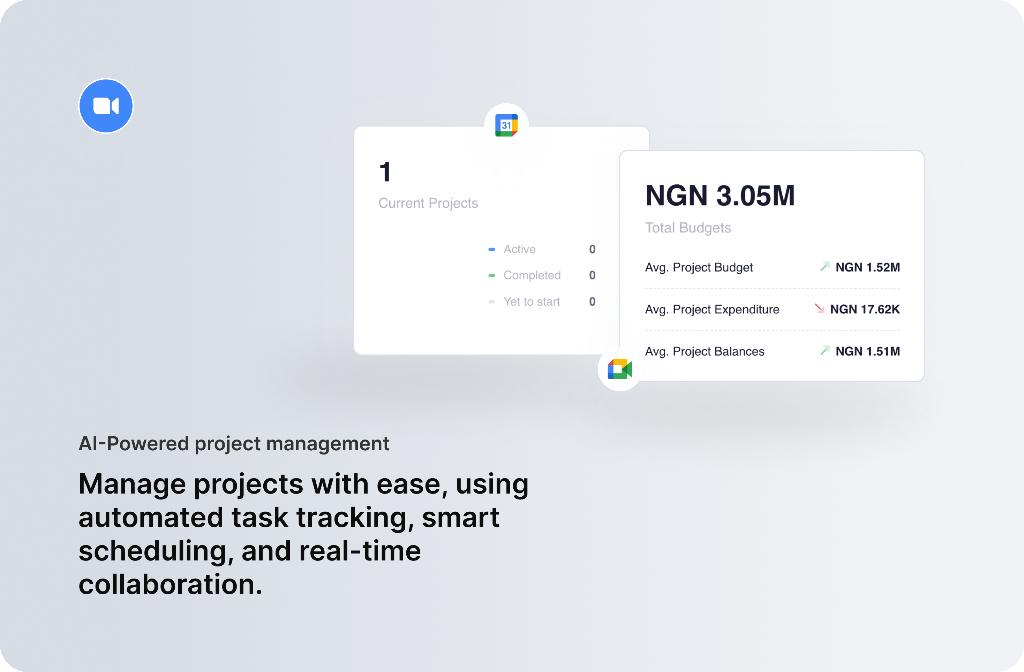 31
1
Current Projects
Active 0
Completed 0
Yet to start 0
NGN 3.05M
Total Budgets
Avg. Project Budget NGN 1.52M
Avg. Project Expenditure NGN 17.62K
Avg. Project Balances NGN 1.51M
AI-Powered project management
Manage projects with ease, using
automated task tracking, smart
scheduling, and real-time
collaboration.